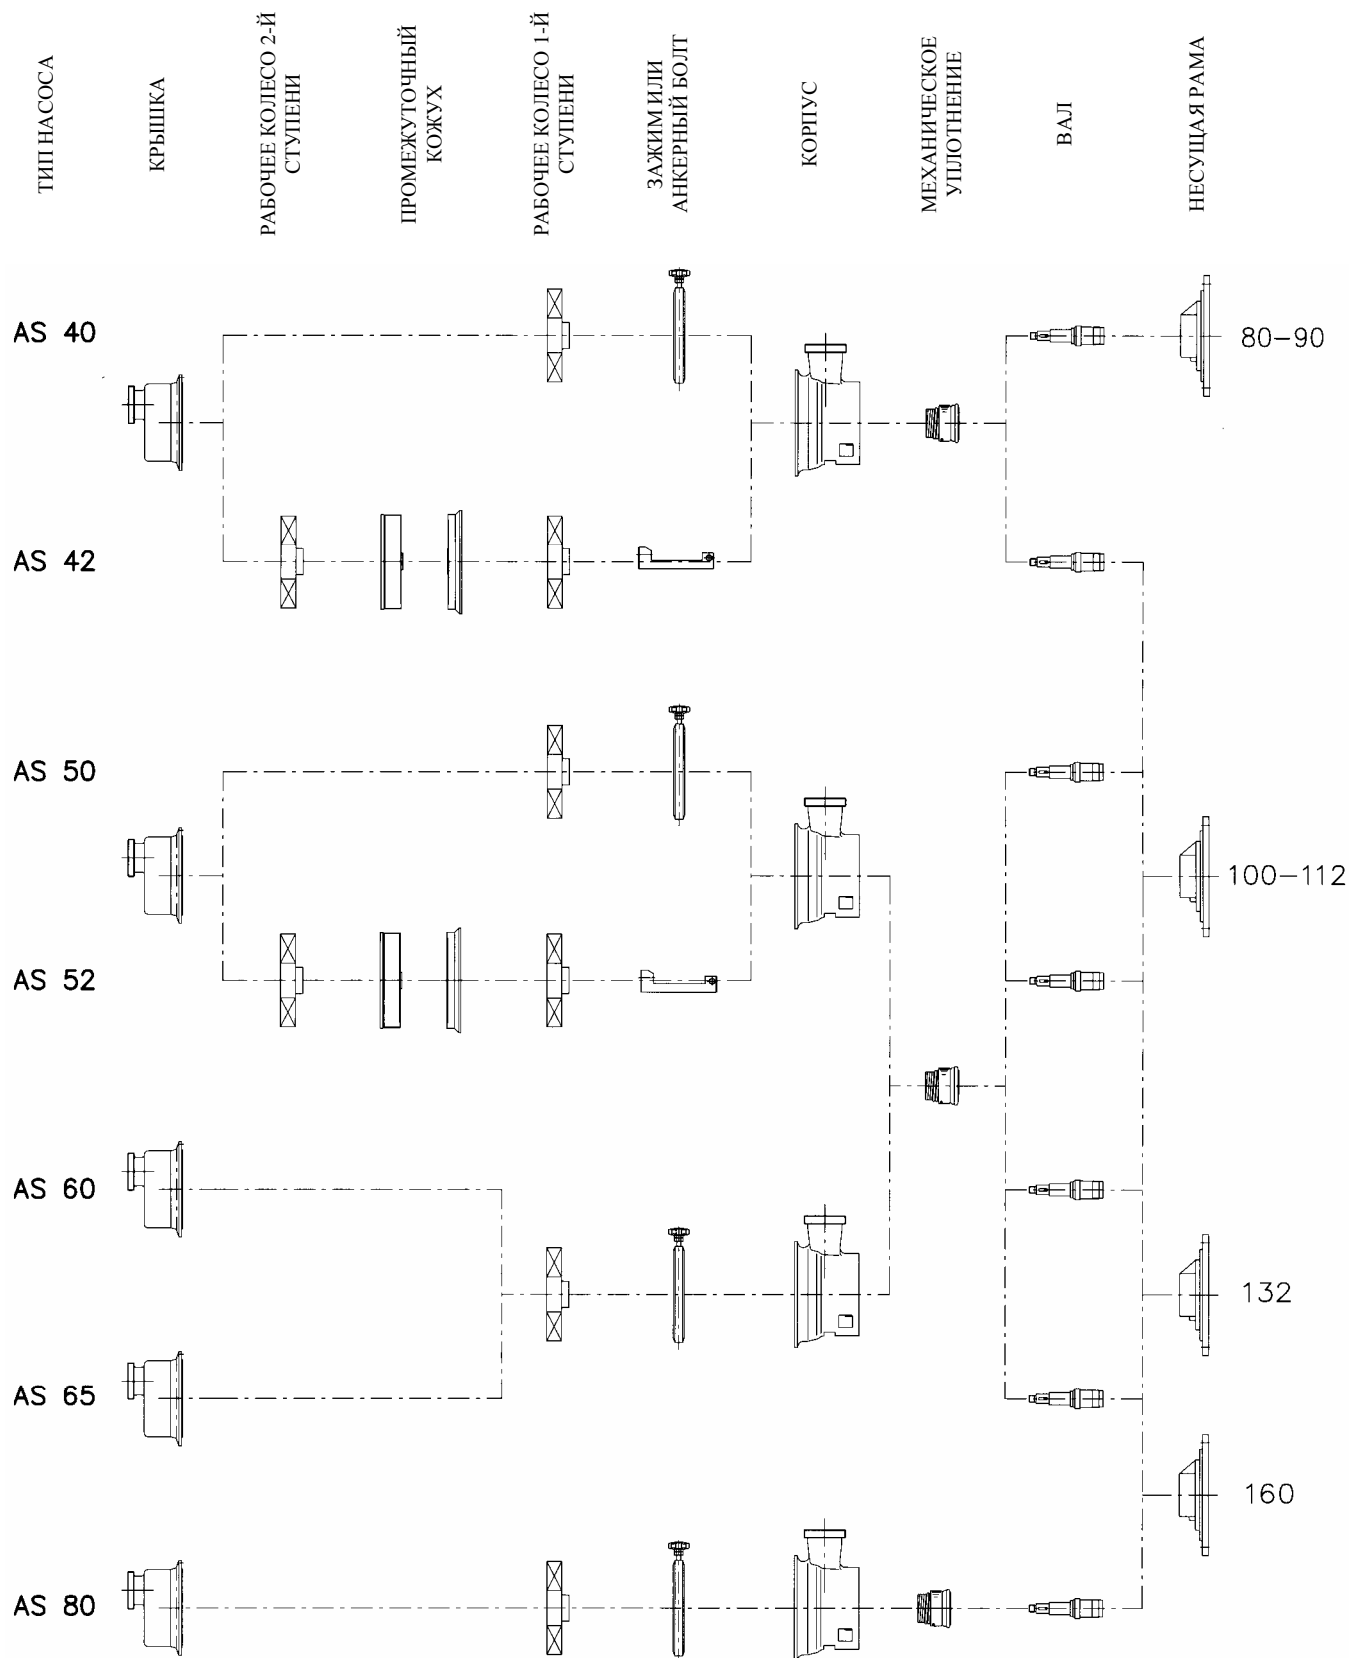 ТИП НАСОСА
КРЫШКА
РАБОЧЕЕ КОЛЕСО 2-Й
СТУПЕНИ
ПРОМЕЖУТОЧНЫЙ
КОЖУХ
РАБОЧЕЕ КОЛЕСО 1-Й
СТУПЕНИ
ЗАЖИМ ИЛИ
АНКЕРНЫЙ БОЛТ
КОРПУС
МЕХАНИЧЕСКОЕ
УПЛОТНЕНИЕ
ВАЛ
НЕСУЩАЯ РАМА
AS 40
80-90
AS 42
AS 50
100-112
AS 52
AS 60
132
AS 65
160
AS 80